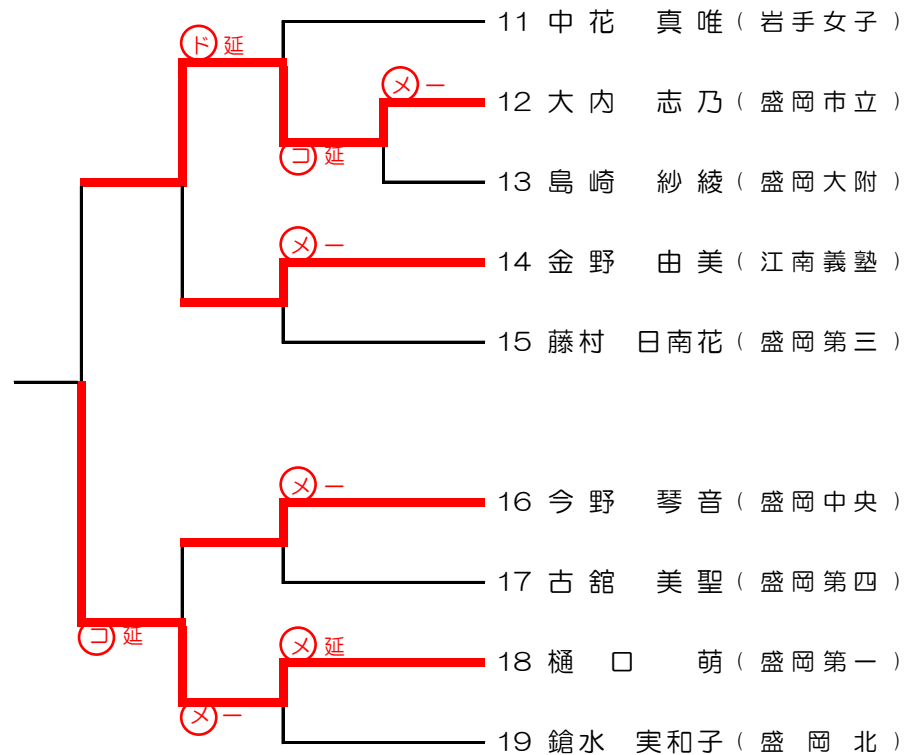 ド延
11 中花 真唯 ( 岩手女子 )
メー
12 大内 志乃 ( 盛岡市立 )
コ延
13 島崎 紗綾 ( 盛岡大附 )
メー
14 金野 由美 ( 江南義塾 )
15 藤村 日南花 ( 盛岡第三 )
メー
16 今野 琴音 ( 盛岡中央 )
17 古舘 美聖 ( 盛岡第四 )
コ延
メ延
18 樋口 萌 ( 盛岡第一 )
メー
19 鎗水 実和子 ( 盛岡北 )